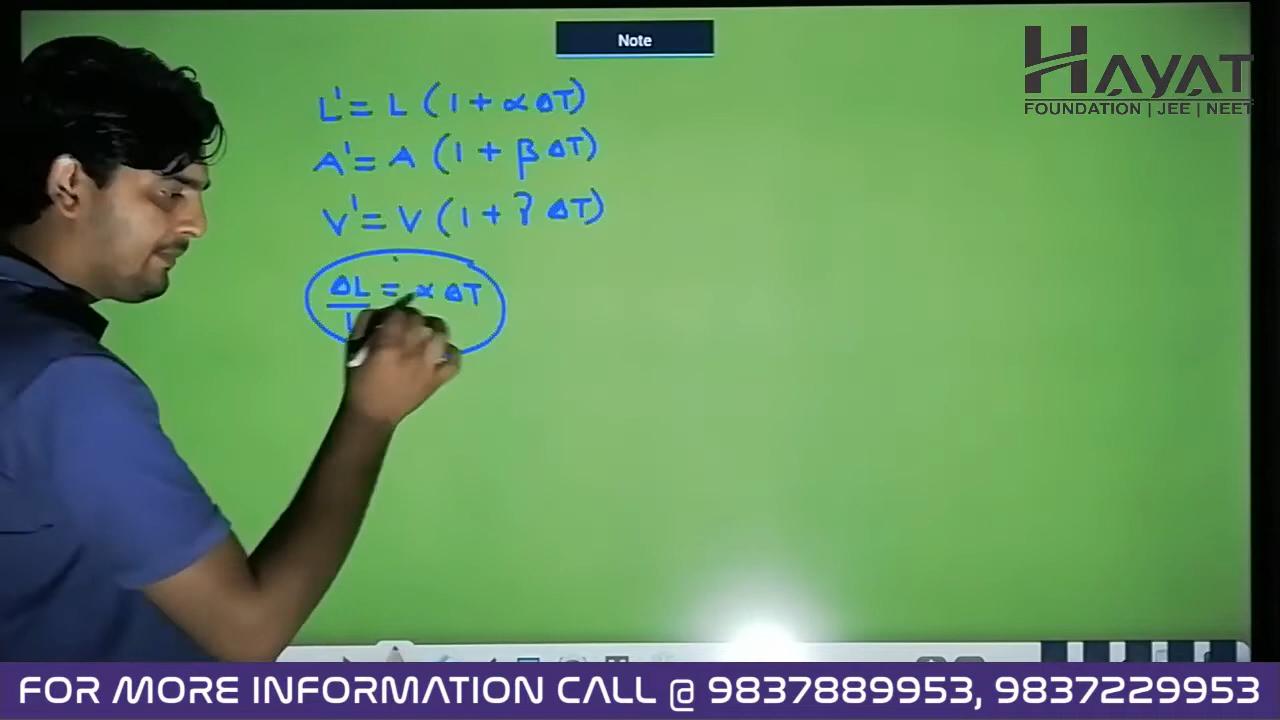 Note
HAYAT
FOUNDATION | JEE | NEET
L' = L (1 + α ΔT)
A' = A (1 + β ΔT)
V' = V (1 + γ ΔT)
ΔL/L = α ΔT
FOR MORE INFORMATION CALL @ 9837889953, 9837229953